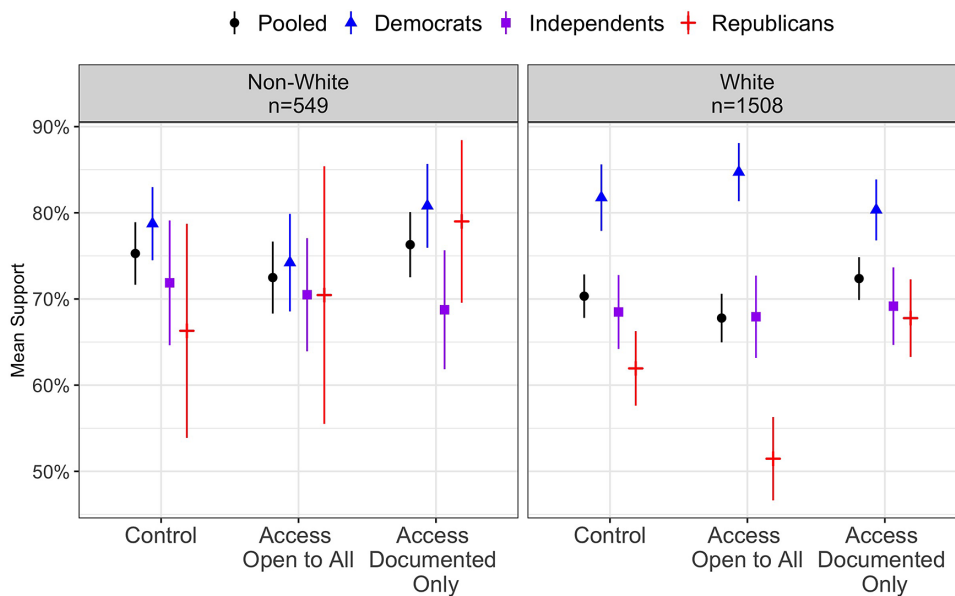 Pooled Democrats Independents Republicans
Non-White
n=549
White
n=1508
90%
80%
70%
60%
50%
Mean Support
Control
Access
Open to All
Access
Documented
Only
Control
Access
Open to All
Access
Documented
Only